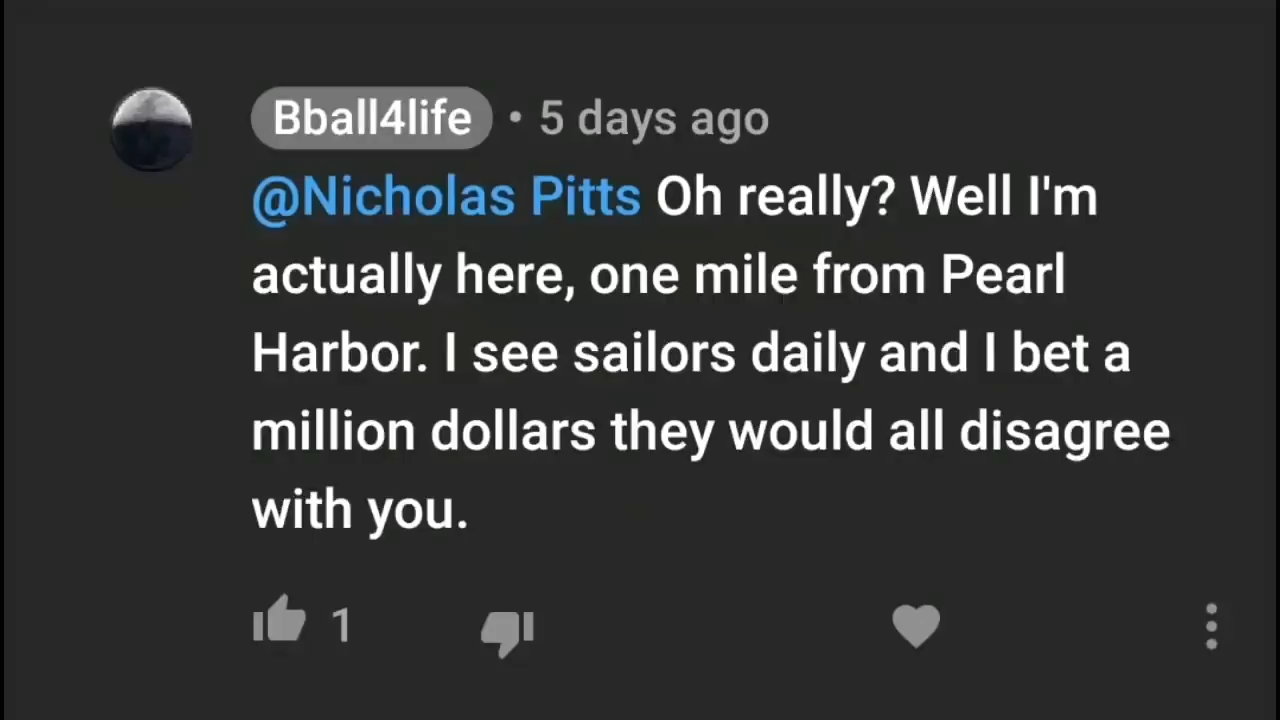 Bball4life • 5 days ago
@Nicholas Pitts Oh really? Well I'm
actually here, one mile from Pearl
Harbor. I see sailors daily and I bet a
million dollars they would all disagree
with you.
1